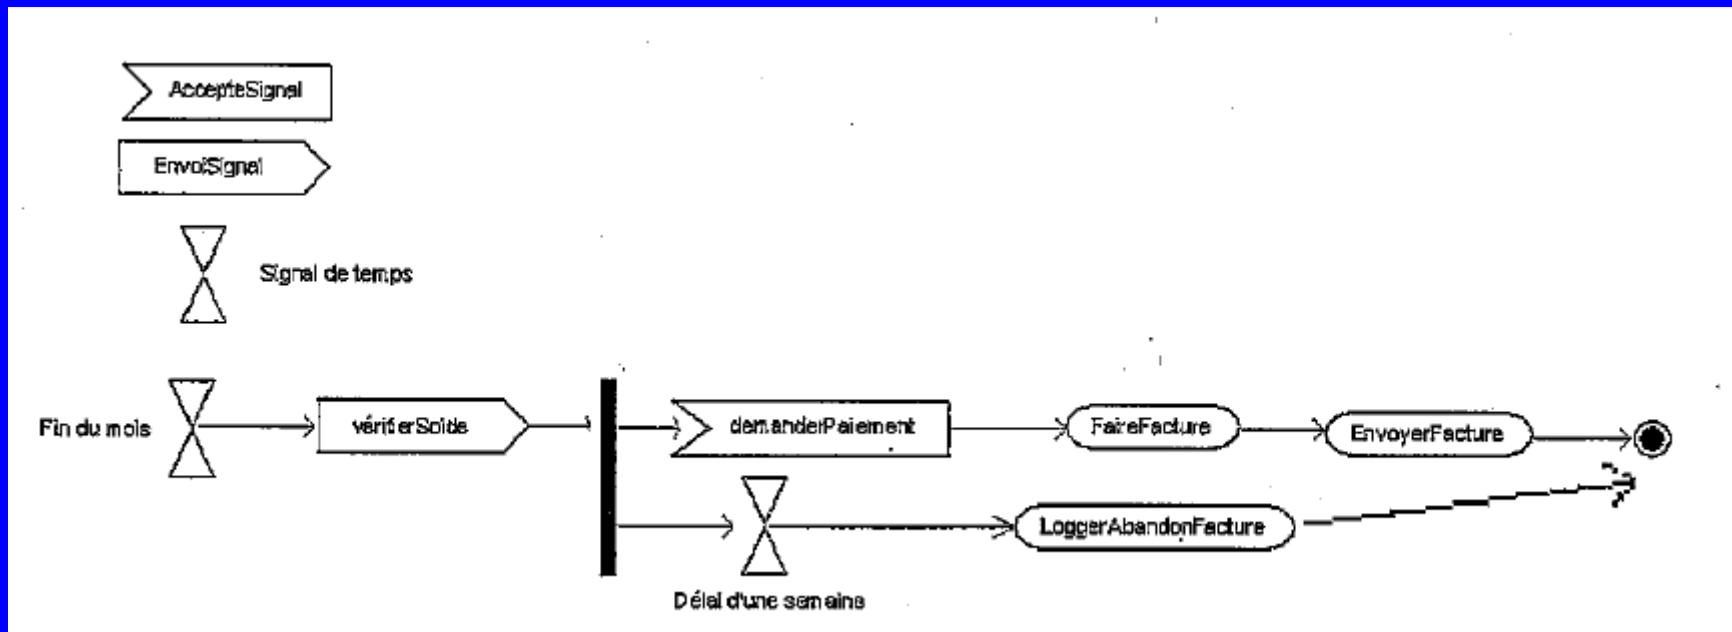 AccepteSignal
EnvoiSignal
Signal de temps
Fin du mois
vérifierSolde
demanderPaiement
FaireFacture
EnvoyerFacture
LoggerAbandonFacture
Délai d'une semaine